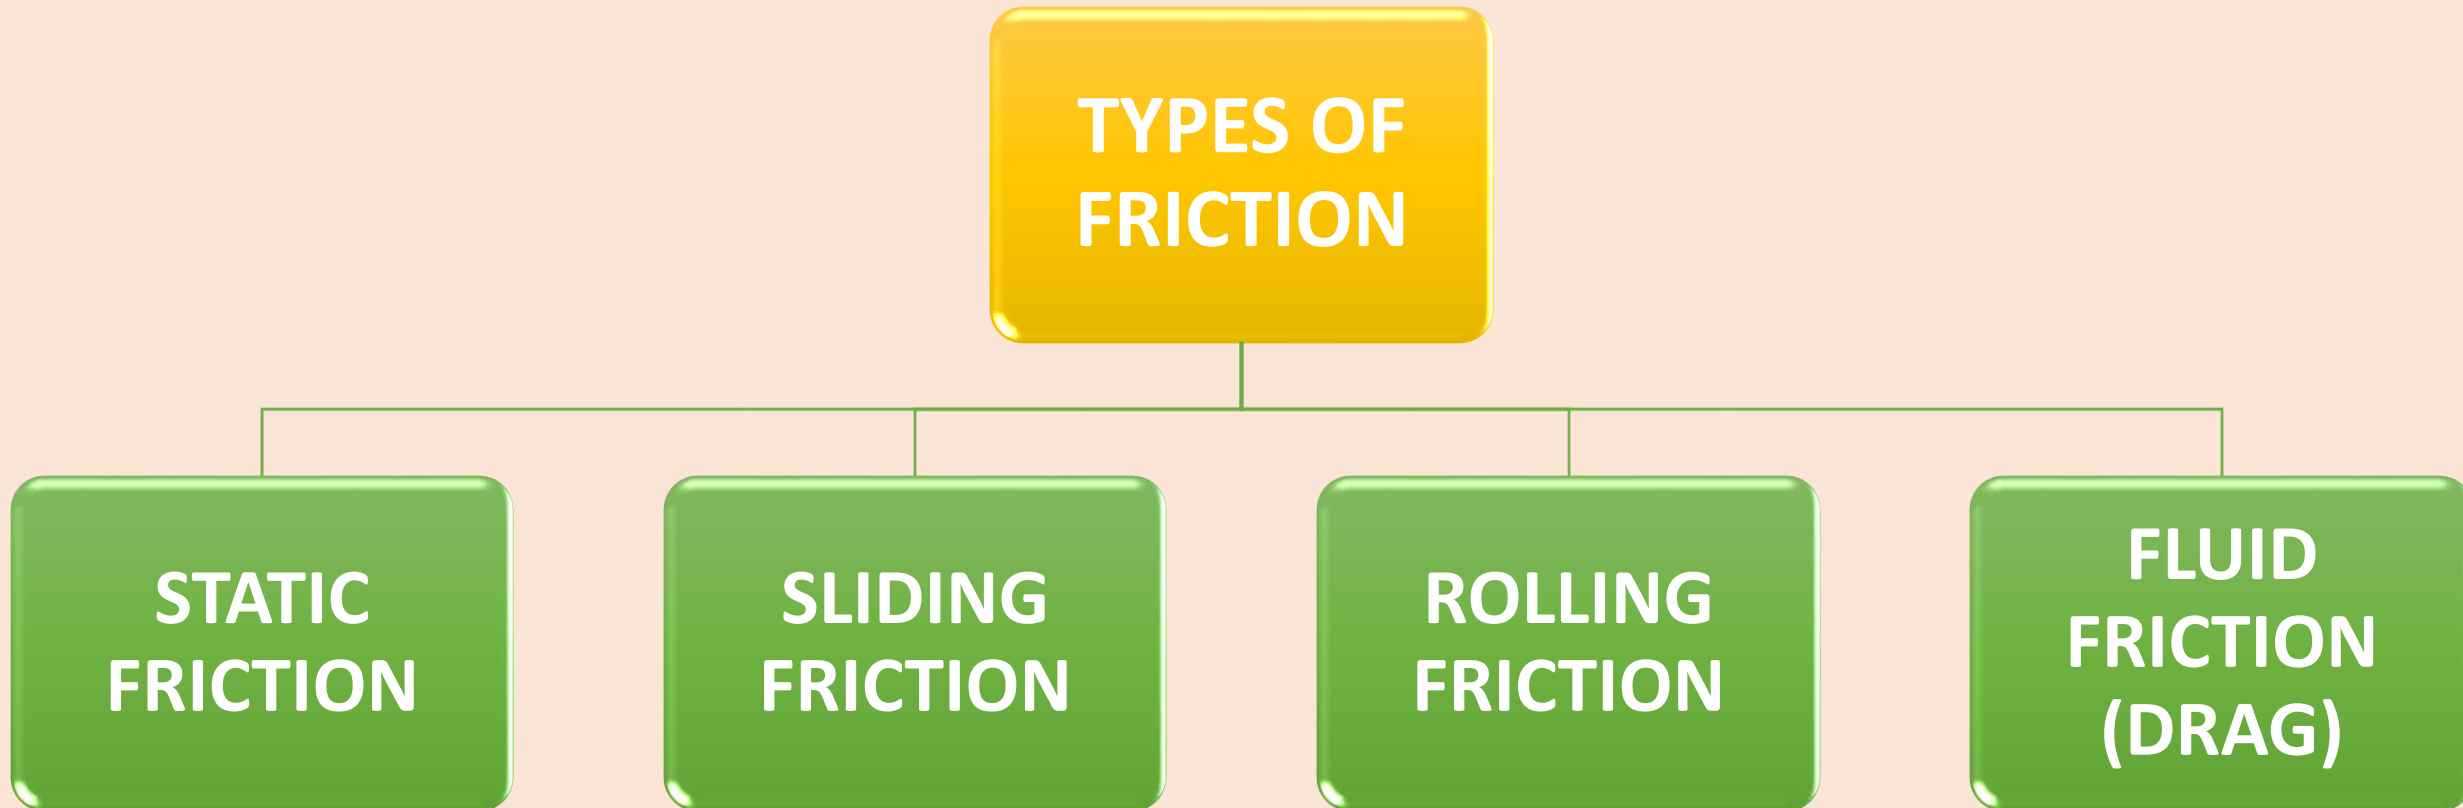 TYPES OF
FRICTION
STATIC
FRICTION
SLIDING
FRICTION
ROLLING
FRICTION
FLUID
FRICTION
(DRAG)